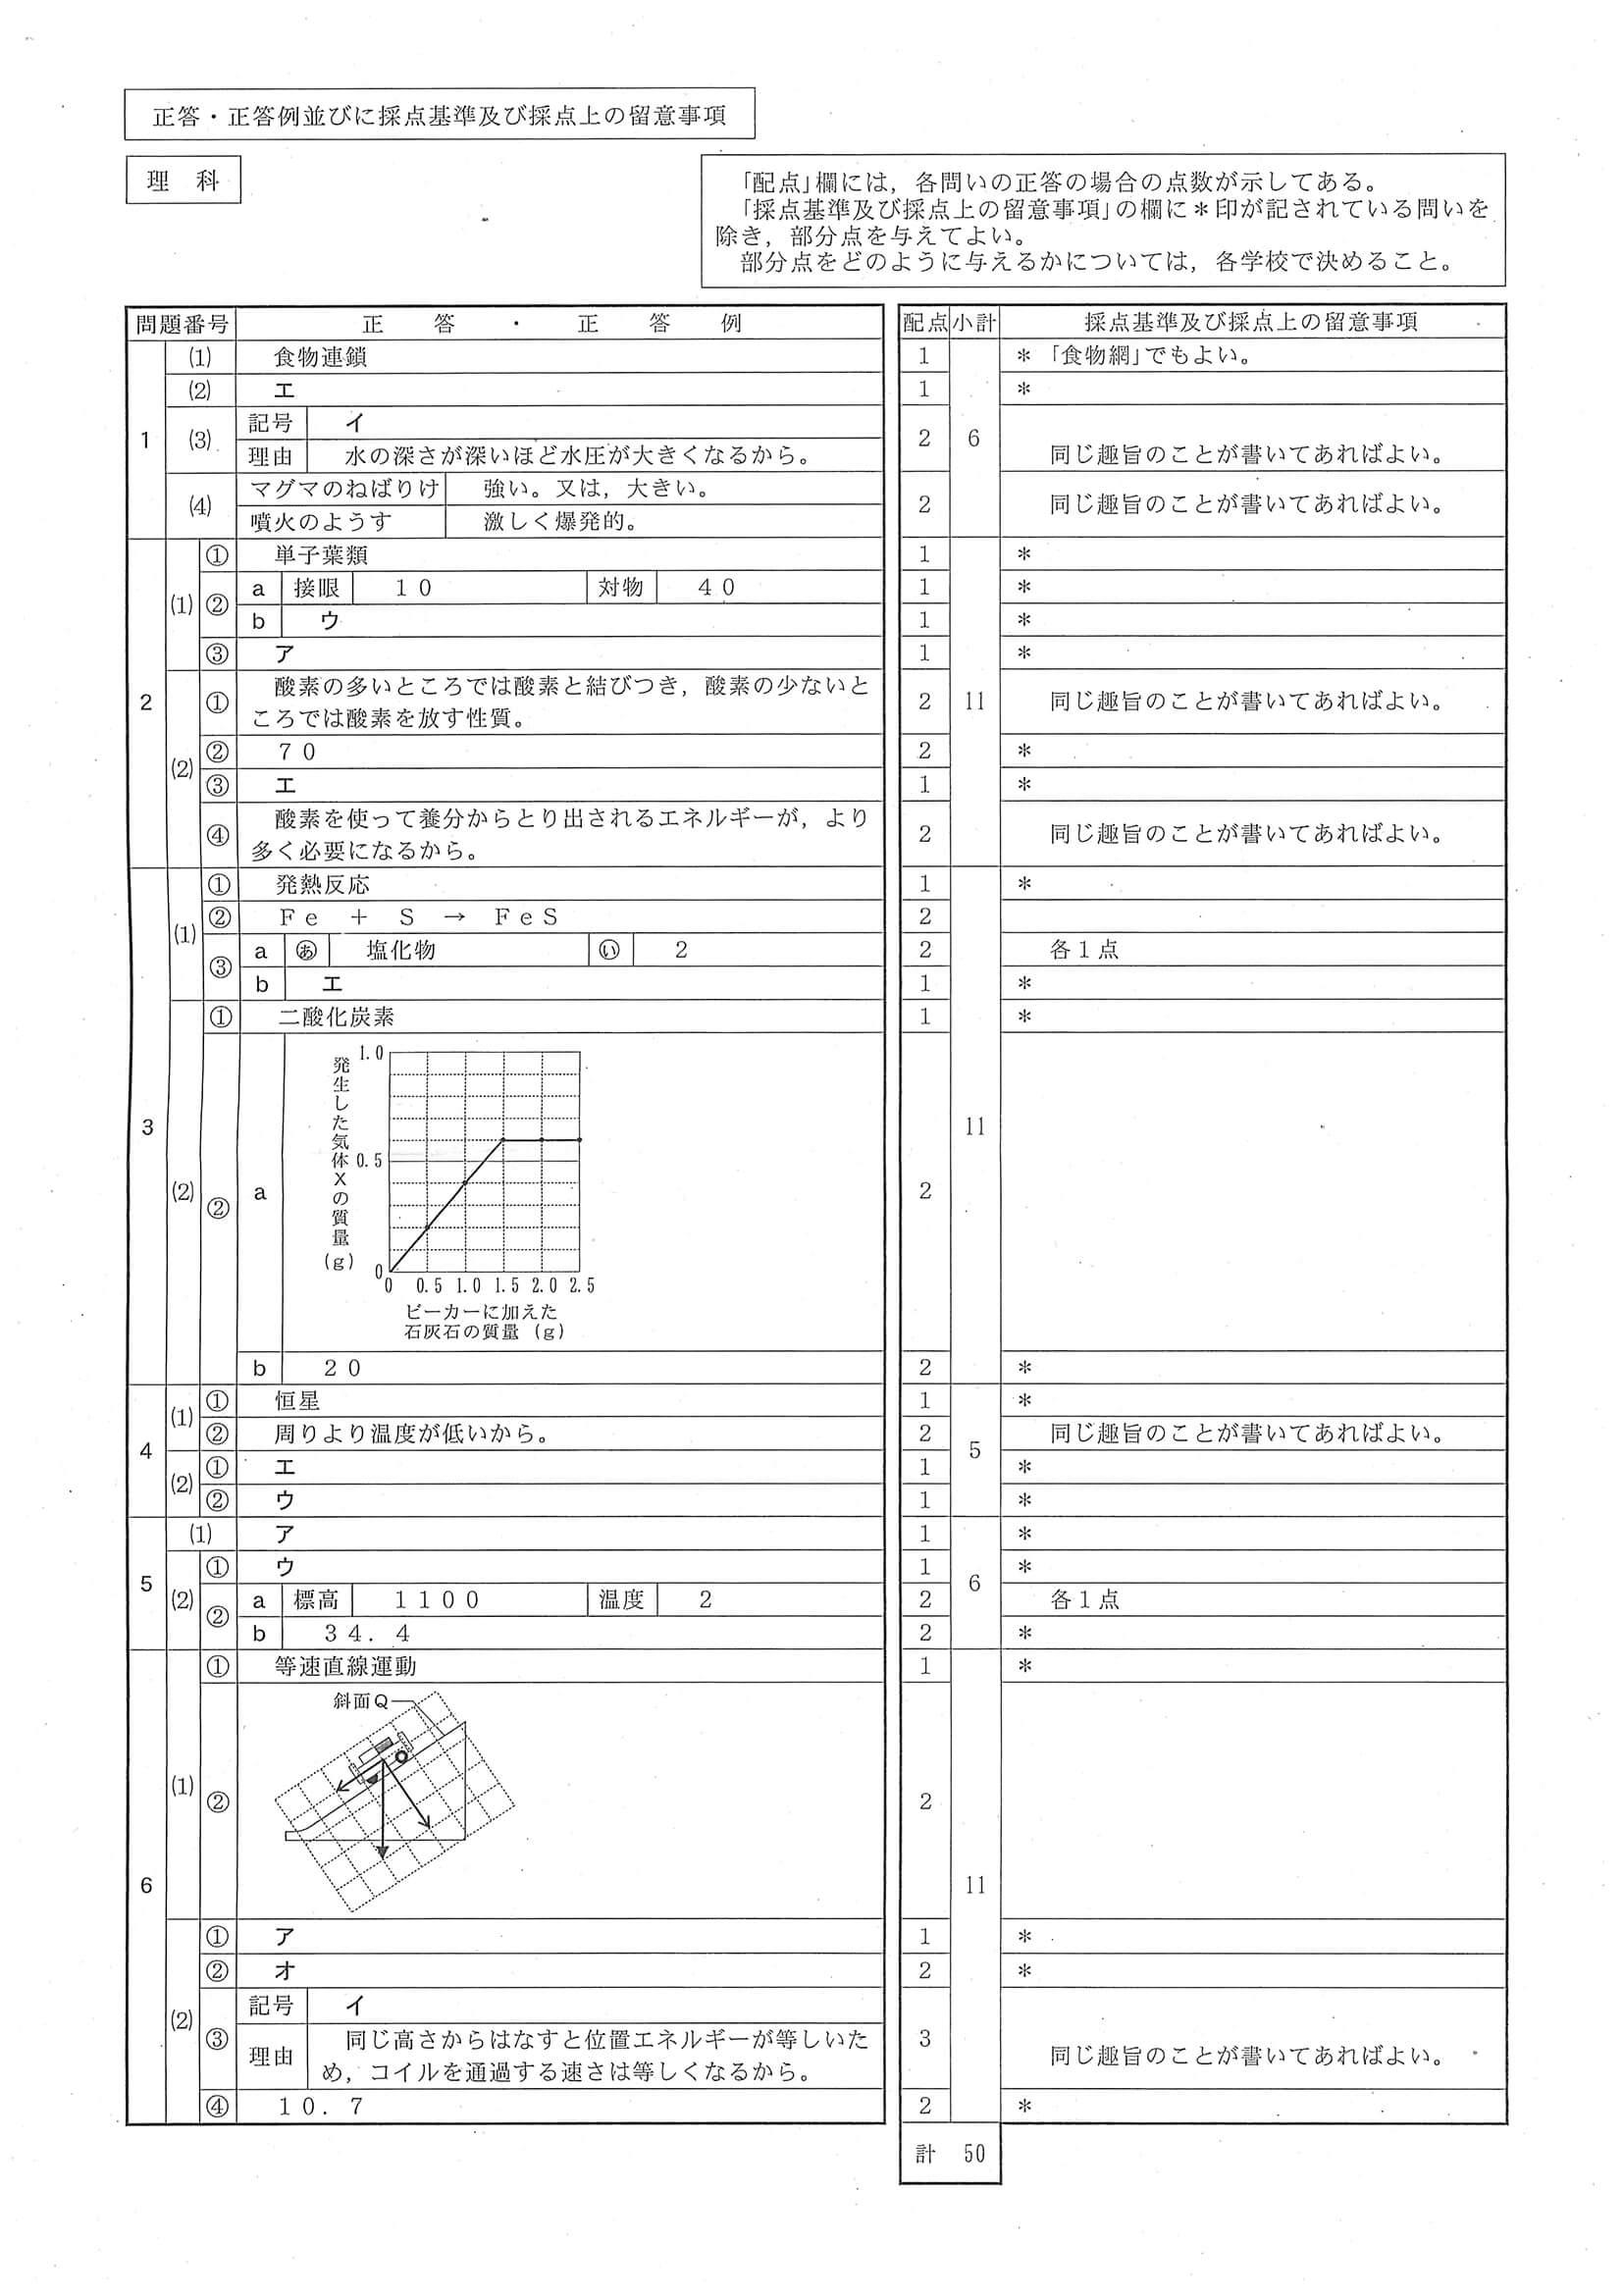 正答・正答例並びに採点基準及び採点上の留意事項
理　科
「配点」欄には，各問いの正答の場合の点数が示してある。
「採点基準及び採点上の留意事項」の欄に＊印が記されている問いを
除き，部分点を与えてよい。
部分点をどのように与えるかについては，各学校で決めること。
問題番号　正　答　・　正　答　例　配点　小計　採点基準及び採点上の留意事項
1　(1)　食物連鎖　1　6　＊「食物網」でもよい。
(2)　エ　1　＊
(3)　記号　イ　2
理由　水の深さが深いほど水圧が大きくなるから。　同じ趣旨のことが書いてあればよい。
(4)　マグマのねばりけ　強い。又は，大きい。　2　同じ趣旨のことが書いてあればよい。
噴火のようす　激しく爆発的。
2　(1)　①　単子葉類　1　11　＊
②　a　接眼　10　対物　40　1　＊
b　ウ　1　＊
③　ア　1　＊
(2)　①　酸素の多いところでは酸素と結びつき，酸素の少ないと　2　同じ趣旨のことが書いてあればよい。
ころでは酸素を放す性質。
②　70　2　＊
③　エ　1　＊
④　酸素を使って養分からとり出されるエネルギーが，より　2　同じ趣旨のことが書いてあればよい。
多く必要になるから。
3　(1)　①　発熱反応　1　11　＊
②　Fe　＋　S　→　FeS　2
③　a　㋐　塩化物　㋑　2　2　各1点
b　エ　1　＊
(2)　①　二酸化炭素　1　＊
②　a　2
発生した気体Xの質量
(g)
1.0
0.5
0
0　0.5　1.0　1.5　2.0　2.5
ビーカーに加えた
石灰石の質量（g）
b　20　2　＊
4　(1)　①　恒星　1　5　＊
②　周りより温度が低いから。　2　同じ趣旨のことが書いてあればよい。
(2)　①　エ　1　＊
②　ウ　1　＊
5　(1)　ア　1　6　＊
(2)　①　ウ　1　＊
②　a　標高　1100　温度　2　2　各1点
b　34.4　2　＊
6　(1)　①　等速直線運動　1　11　＊
②　斜面Q　2
(2)　①　ア　1　＊
②　オ　2　＊
③　記号　イ　3
理由　同じ高さからはなすと位置エネルギーが等しいた　同じ趣旨のことが書いてあればよい。
め，コイルを通過する速さは等しくなるから。
④　10.7　2　＊
計　50